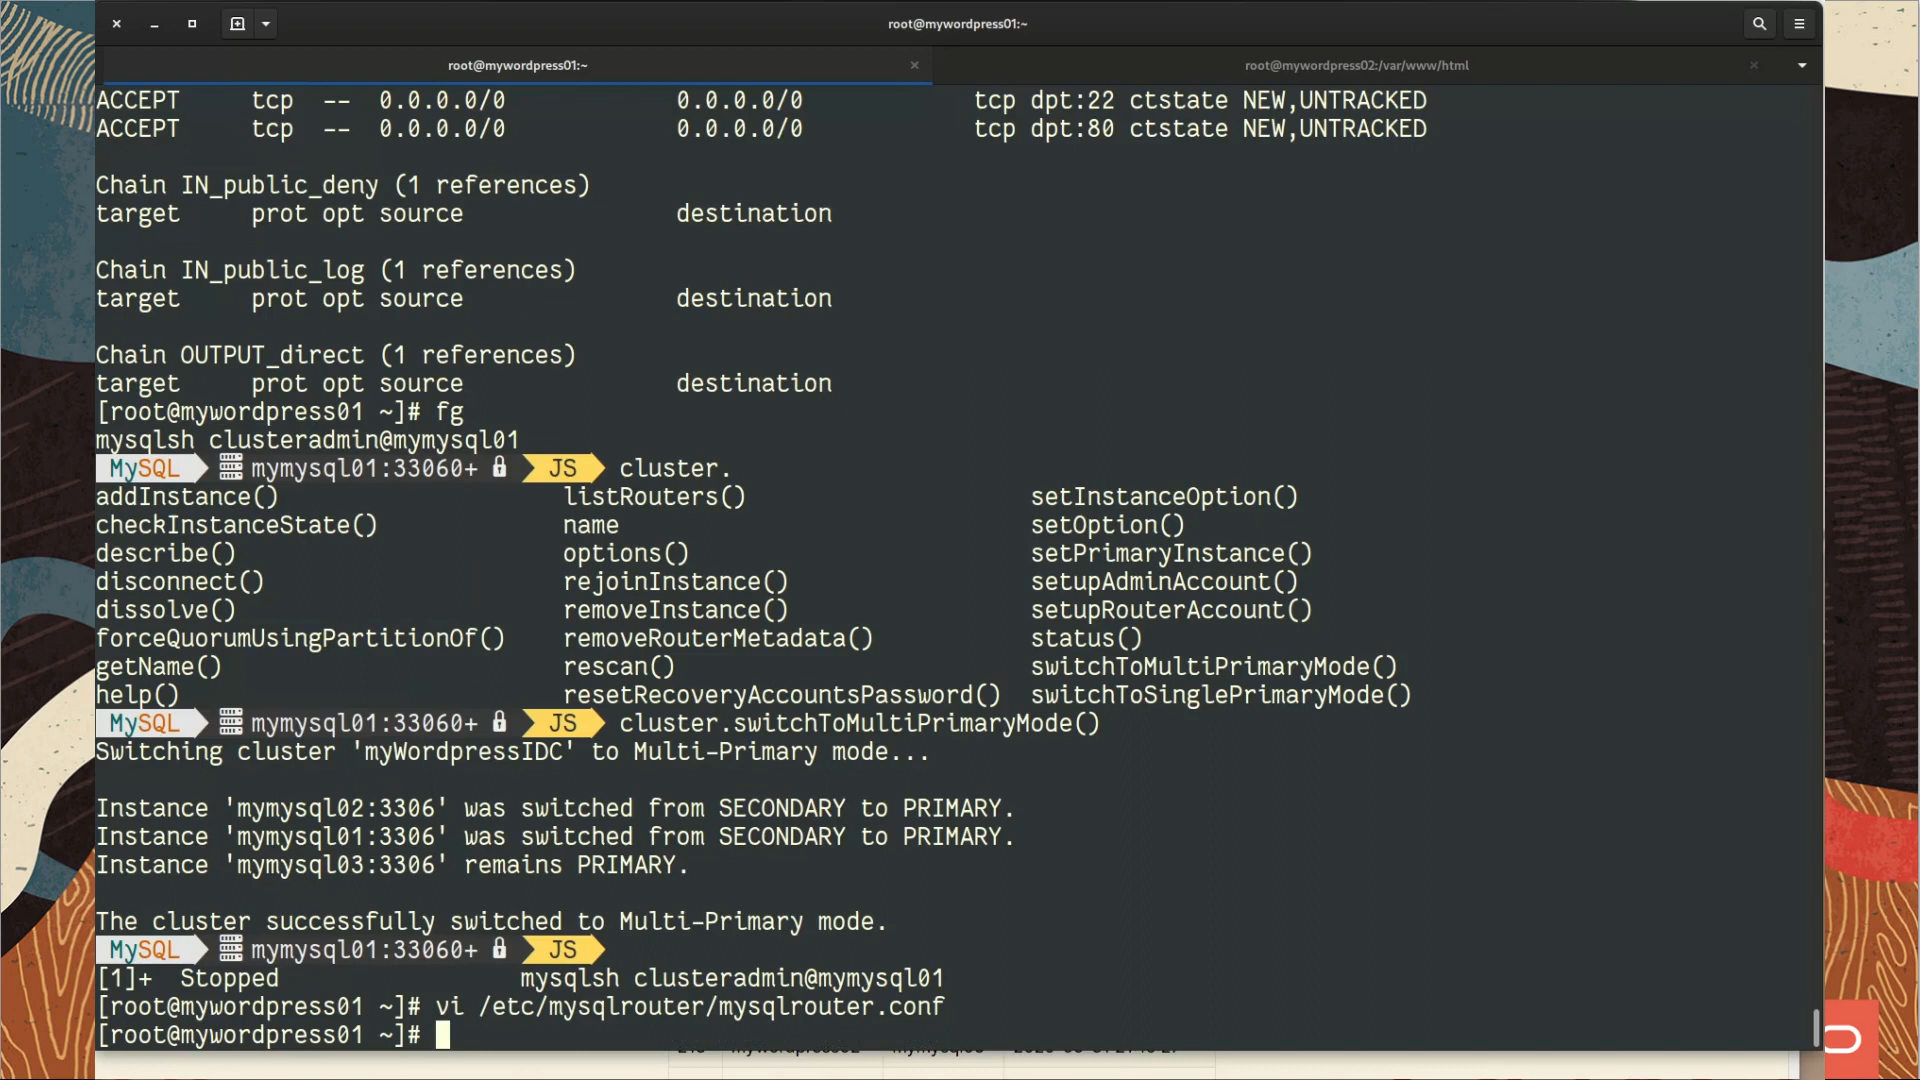 root@mywordpress01:~
root@mywordpress01:~ root@mywordpress02:/var/www/html
ACCEPT tcp -- 0.0.0.0/0 0.0.0.0/0 tcp dpt:22 ctstate NEW,UNTRACKED
ACCEPT tcp -- 0.0.0.0/0 0.0.0.0/0 tcp dpt:80 ctstate NEW,UNTRACKED
Chain IN_public_deny (1 references)
target prot opt source destination
Chain IN_public_log (1 references)
target prot opt source destination
Chain OUTPUT_direct (1 references)
target prot opt source destination
[root@mywordpress01 ~]# fg
mysqlsh clusteradmin@mymysql01
MySQL mymysql01:33060+ JS cluster.
addInstance() listRouters() setInstanceOption()
checkInstanceState() name setOption()
describe() options() setPrimaryInstance()
disconnect() rejoinInstance() setupAdminAccount()
dissolve() removeInstance() setupRouterAccount()
forceQuorumUsingPartitionOf() removeRouterMetadata() status()
getName() rescan() switchToMultiPrimaryMode()
help() resetRecoveryAccountsPassword() switchToSinglePrimaryMode()
MySQL mymysql01:33060+ JS cluster.switchToMultiPrimaryMode()
Switching cluster 'myWordpressIDC' to Multi-Primary mode...
Instance 'mymysql02:3306' was switched from SECONDARY to PRIMARY.
Instance 'mymysql01:3306' was switched from SECONDARY to PRIMARY.
Instance 'mymysql03:3306' remains PRIMARY.
The cluster successfully switched to Multi-Primary mode.
MySQL mymysql01:33060+ JS
[1]+ Stopped mysqlsh clusteradmin@mymysql01
[root@mywordpress01 ~]# vi /etc/mysqlrouter/mysqlrouter.conf
[root@mywordpress01 ~]#